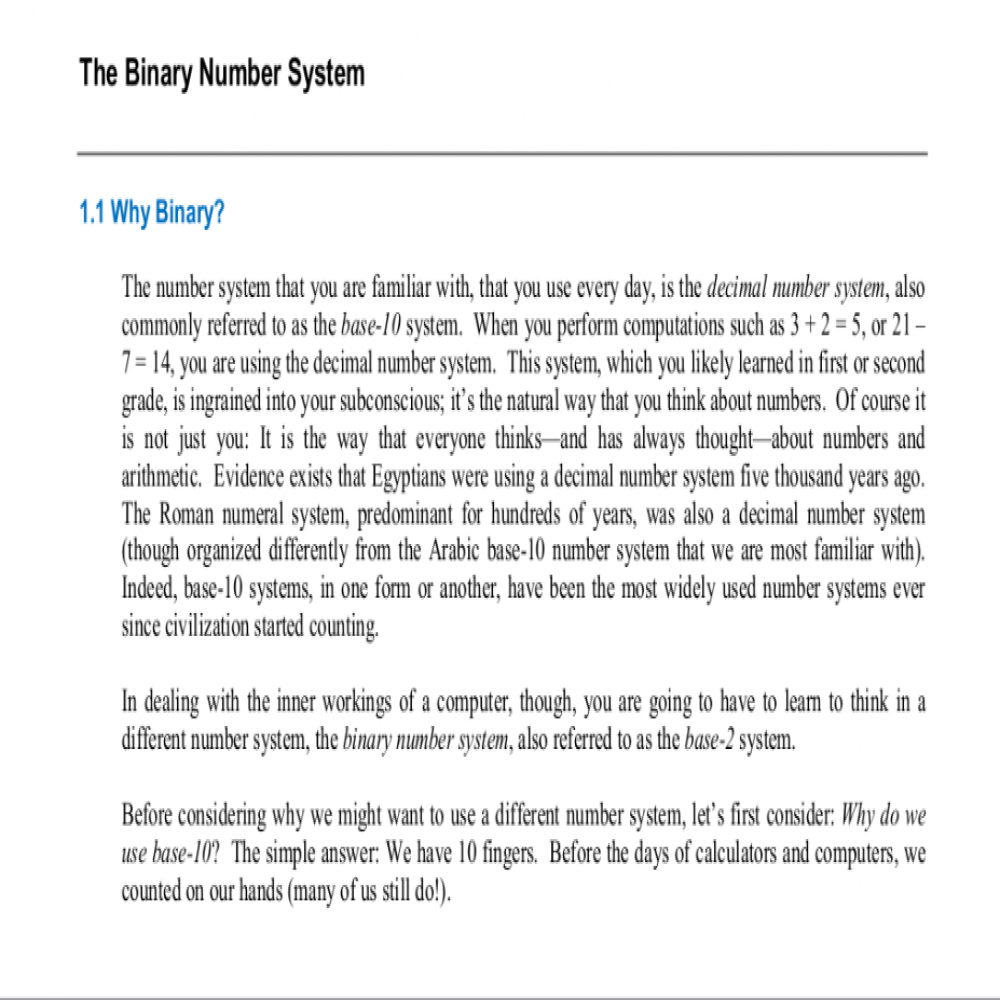 The Binary Number System
1.1 Why Binary?
The number system that you are familiar with, that you use every day, is the decimal number system, also
commonly referred to as the base-10 system.  When you perform computations such as 3 + 2 = 5, or 21 –
7 = 14, you are using the decimal number system.  This system, which you likely learned in first or second
grade, is ingrained into your subconscious; it’s the natural way that you think about numbers.  Of course it
is not just you: It is the way that everyone thinks—and has always thought—about numbers and
arithmetic.  Evidence exists that Egyptians were using a decimal number system five thousand years ago.
The Roman numeral system, predominant for hundreds of years, was also a decimal number system
(though organized differently from the Arabic base-10 number system that we are most familiar with).
Indeed, base-10 systems, in one form or another, have been the most widely used number systems ever
since civilization started counting.
In dealing with the inner workings of a computer, though, you are going to have to learn to think in a
different number system, the binary number system, also referred to as the base-2 system.
Before considering why we might want to use a different number system, let’s first consider: Why do we
use base-10?  The simple answer: We have 10 fingers.  Before the days of calculators and computers, we
counted on our hands (many of us still do!).